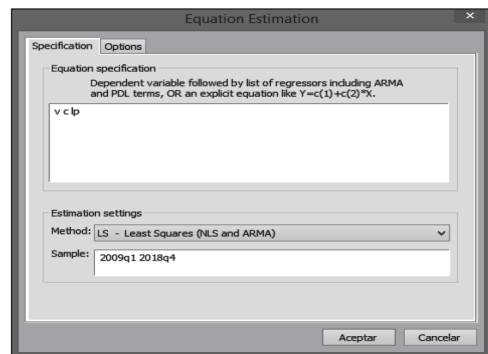 Equation Estimation
Specification Options
Equation specification
Dependent variable followed by list of regressors including ARMA
and PDL terms, OR an explicit equation like Y=c(1)+c(2)*X.
v c lp
Estimation settings
Method: LS - Least Squares (NLS and ARMA)
Sample: 2009q1 2018q4
Aceptar Cancelar